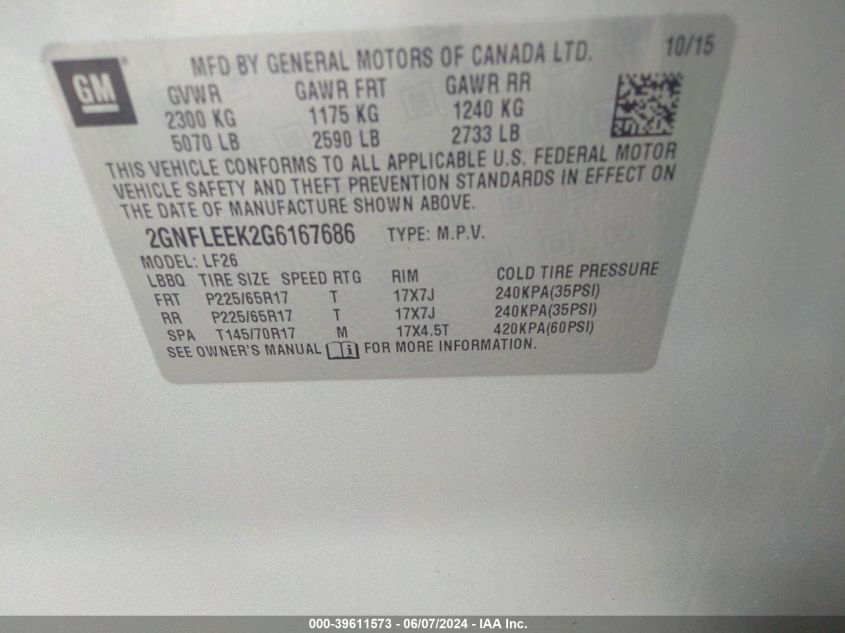 GM
MFD BY GENERAL MOTORS OF CANADA LTD. 10/15
GVWR GAWR FRT GAWR RR
2300 KG 1175 KG 1240 KG
5070 LB 2590 LB 2733 LB
THIS VEHICLE CONFORMS TO ALL APPLICABLE U.S. FEDERAL MOTOR
VEHICLE SAFETY AND THEFT PREVENTION STANDARDS IN EFFECT ON
THE DATE OF MANUFACTURE SHOWN ABOVE.
2GNFLEEK2G6167686 TYPE: M.P.V.
MODEL: LF26
LBBQ TIRE SIZE SPEED RTG RIM COLD TIRE PRESSURE
FRT P225/65R17 T 17X7J 240KPA(35PSI)
RR P225/65R17 T 17X7J 240KPA(35PSI)
SPA T145/70R17 M 17X4.5T 420KPA(60PSI)
SEE OWNER'S MANUAL FOR MORE INFORMATION.
000-39611573 - 06/07/2024 - IAA Inc.